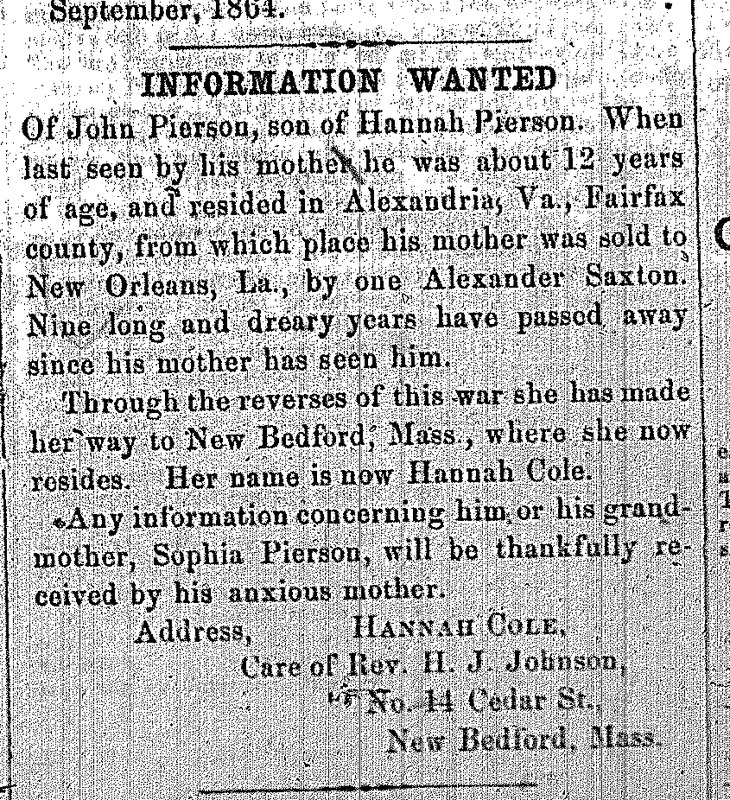 September, 1864.
INFORMATION WANTED
Of John Pierson, son of Hannah Pierson. When
last seen by his mother he was about 12 years
of age, and resided in Alexandria, Va., Fairfax
county, from which place his mother was sold to
New Orleans, La., by one Alexander Saxton.
Nine long and dreary years have passed away
since his mother has seen him.
Through the reverses of this war she has made
her way to New Bedford, Mass., where she now
resides. Her name is now Hannah Cole.
Any information concerning him, or his grand-
mother, Sophia Pierson, will be thankfully re-
ceived by his anxious mother.
Address, HANNAH COLE,
Care of Rev. H. J. Johnson,
No. 14 Cedar St.,
New Bedford, Mass.